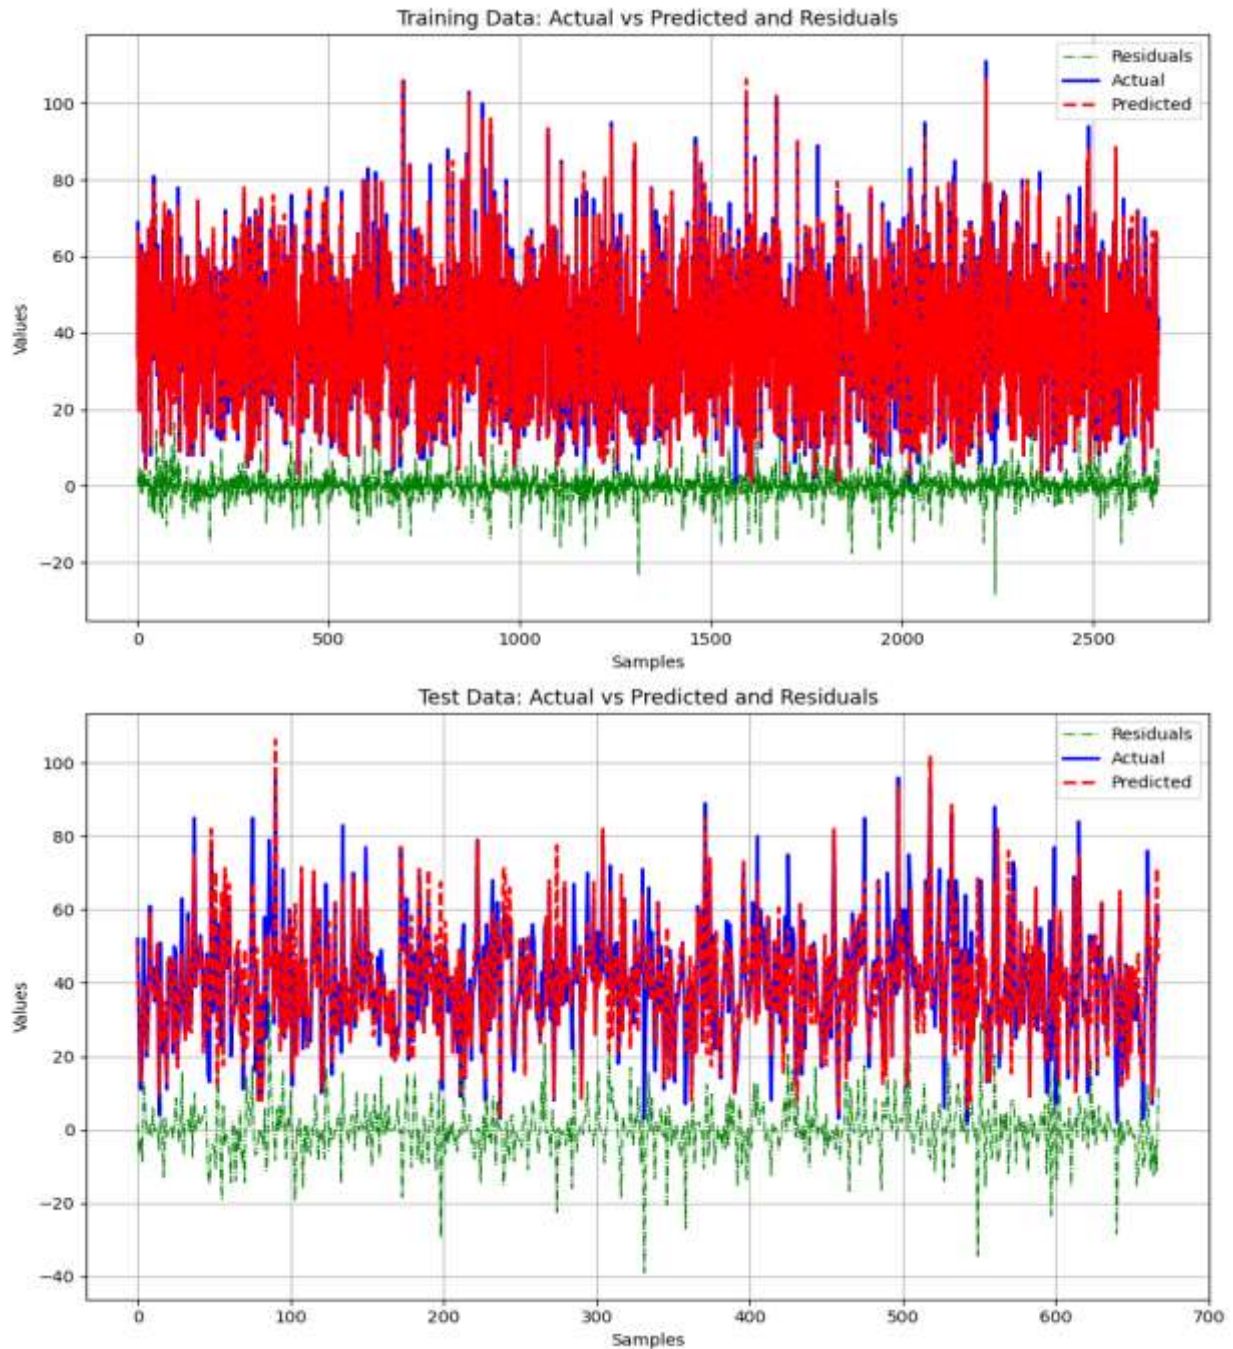 Training Data: Actual vs Predicted and Residuals
Residuals
Actual
Predicted
100
80
60
40
20
0
−20
Values
0 500 1000 1500 2000 2500
Samples
Test Data: Actual vs Predicted and Residuals
Residuals
Actual
Predicted
100
80
60
40
20
0
−20
−40
Values
0 100 200 300 400 500 600 700
Samples